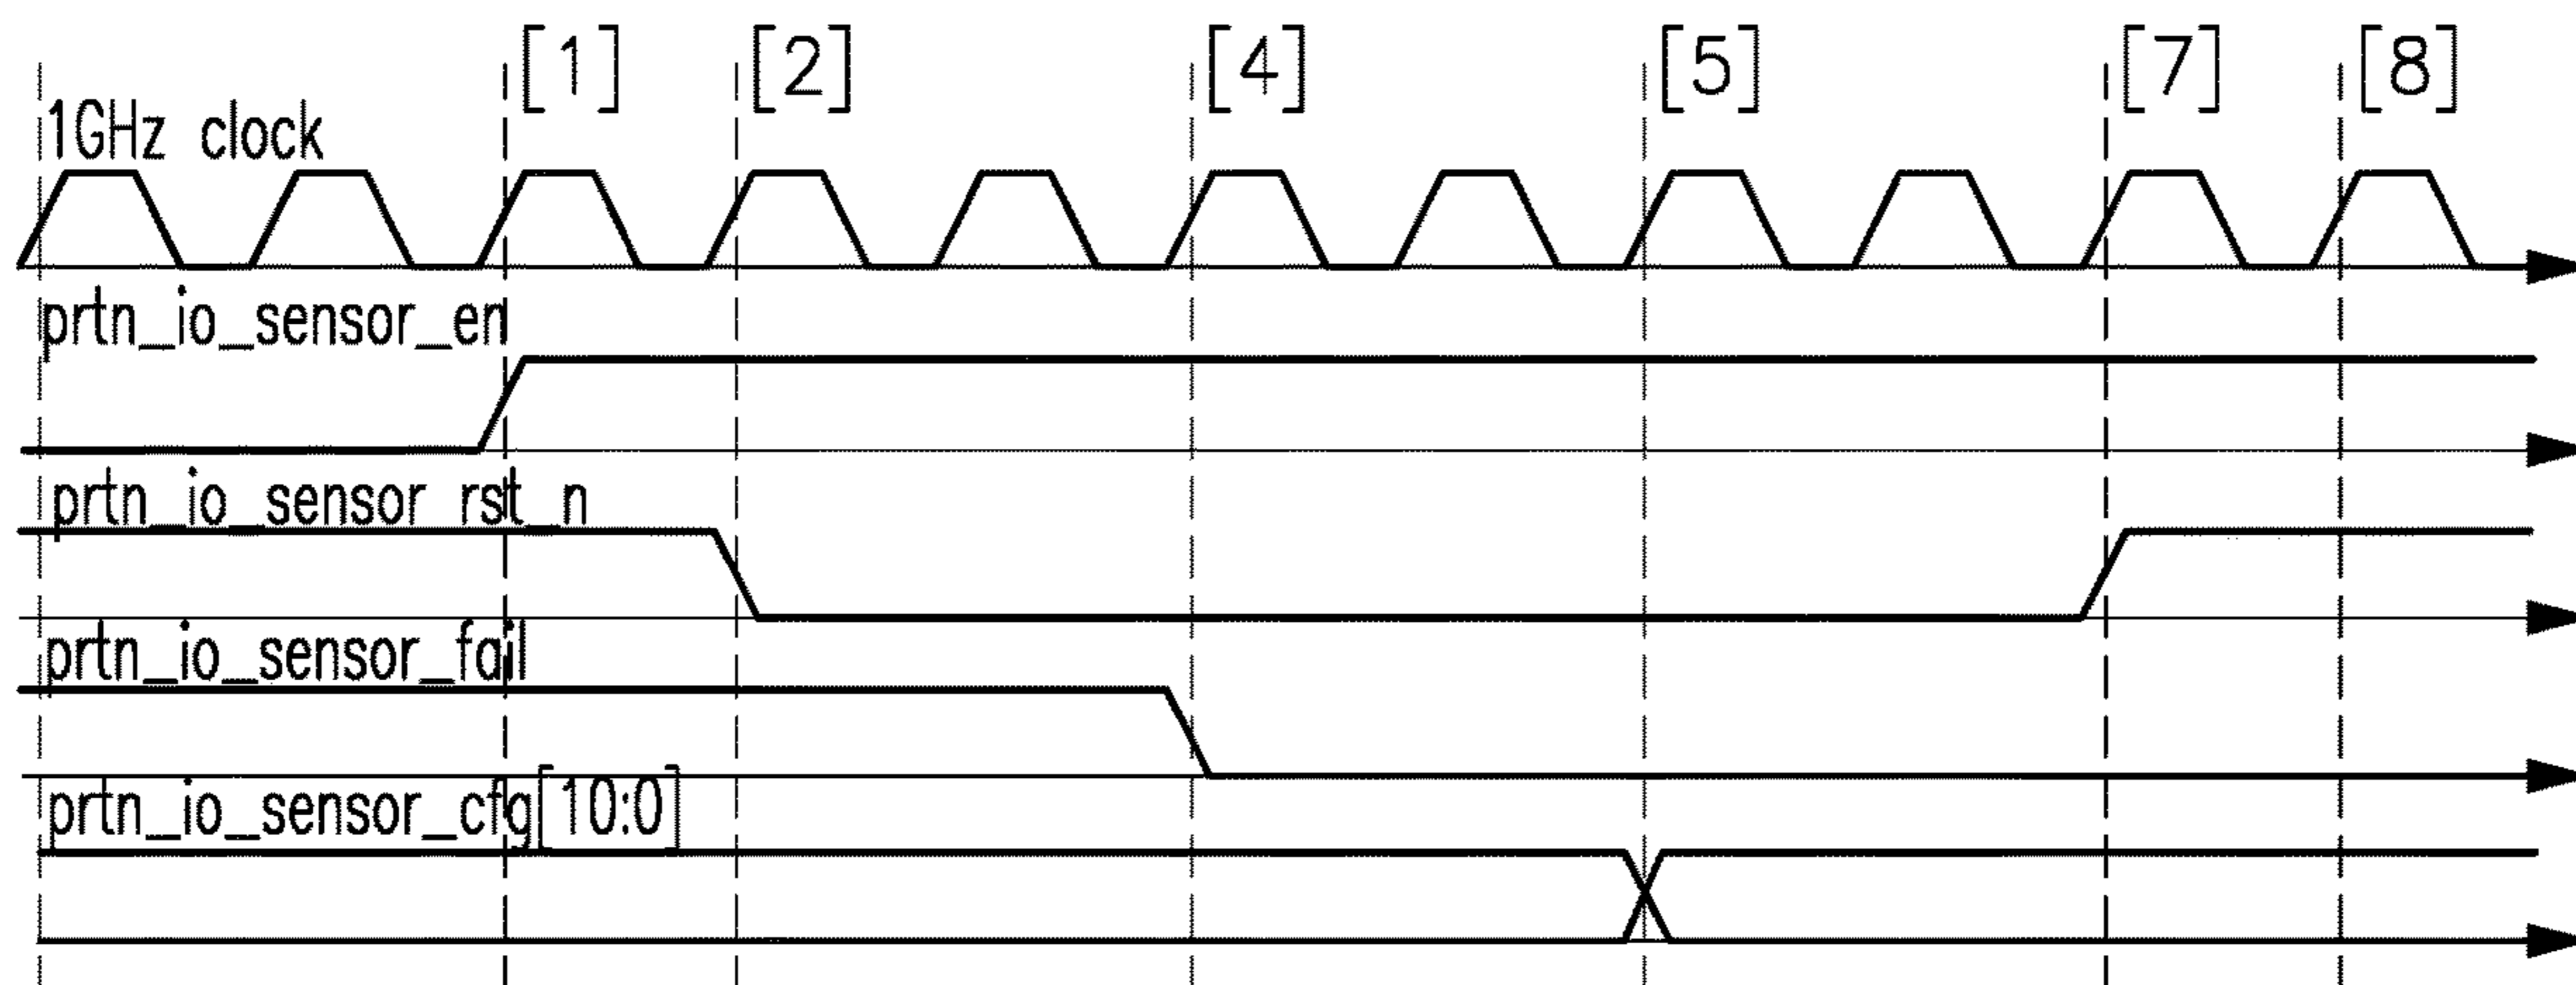 [1] [2] [4] [5] [7] [8]
1GHz clock
prtn_io_sensor_en
prtn_io_sensor_rst_n
prtn_io_sensor_fail
prtn_io_sensor_cfg[10:0]